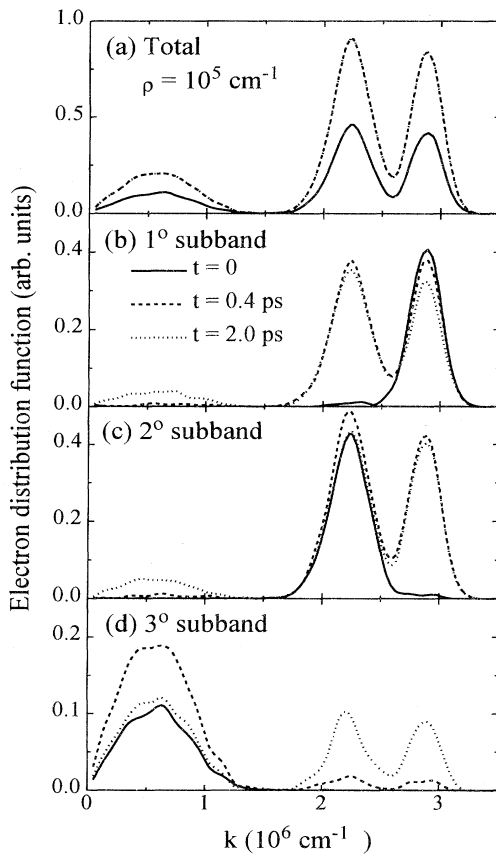 Electron distribution function (arb. units)
1.0
(a) Total
ρ = 10⁵ cm⁻¹
0.5
0.0
(b) 1° subband
0.4
t = 0
t = 0.4 ps
0.2
t = 2.0 ps
0.0
(c) 2° subband
0.4
0.2
0.0
(d) 3° subband
0.2
0.1
0.0
0 1 2 3
k (10⁶ cm⁻¹ )